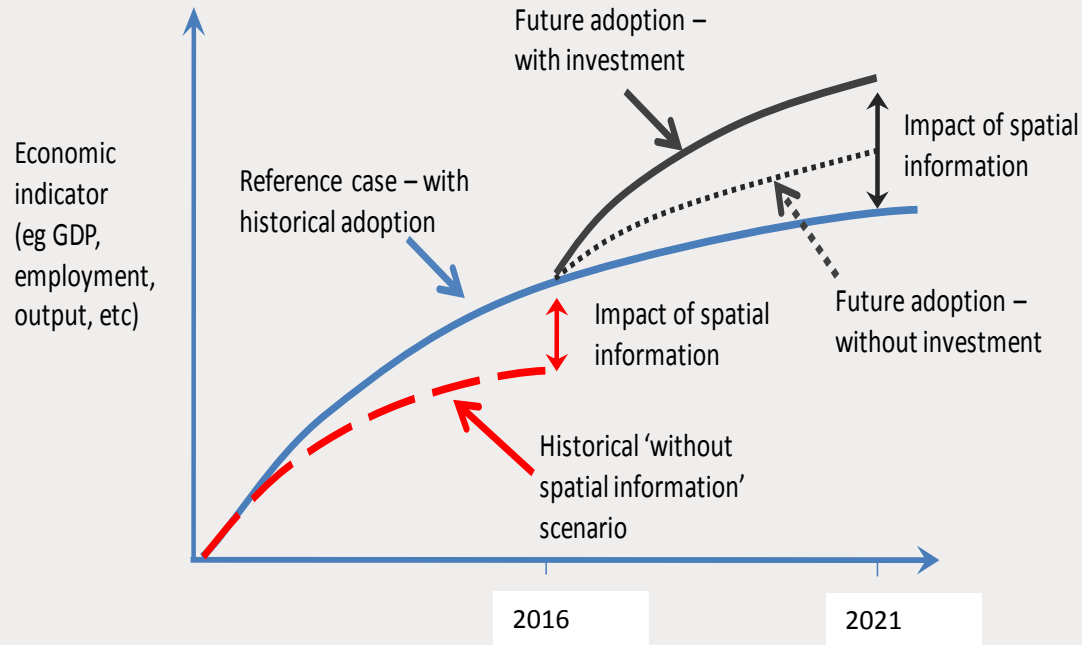 Future adoption –
with investment
Economic
indicator
(eg GDP,
employment,
output, etc)
Reference case – with
historical adoption
Impact of spatial
information
Impact of spatial
information
Future adoption –
without investment
Historical ‘without
spatial information’
scenario
2016
2021